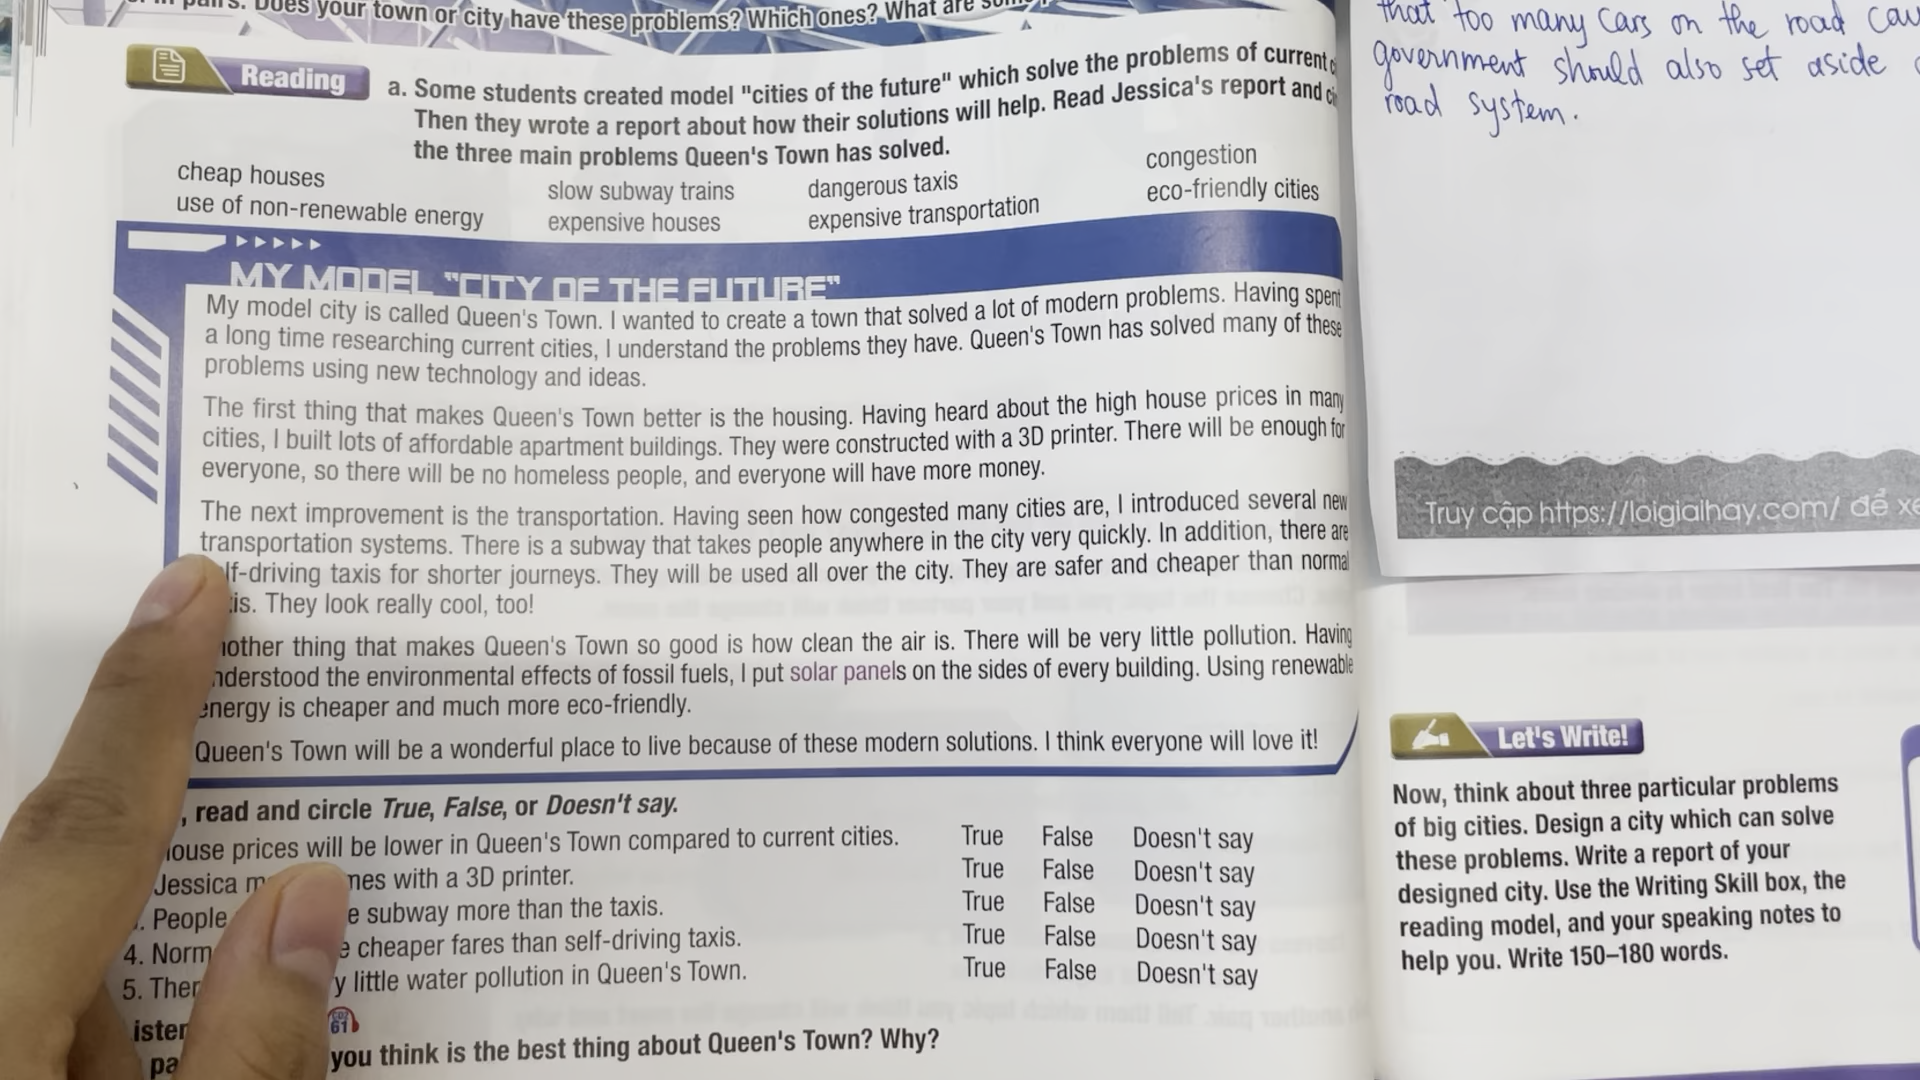 Does your town or city have these problems? Which ones? What are
Reading
a. Some students created model "cities of the future" which solve the problems of current
Then they wrote a report about how their solutions will help. Read Jessica's report and
the three main problems Queen's Town has solved.
cheap houses slow subway trains dangerous taxis congestion
use of non-renewable energy expensive houses expensive transportation eco-friendly cities
MY MODEL "CITY OF THE FUTURE"
My model city is called Queen's Town. I wanted to create a town that solved a lot of modern problems. Having spent
a long time researching current cities, I understand the problems they have. Queen's Town has solved many of these
problems using new technology and ideas.
The first thing that makes Queen's Town better is the housing. Having heard about the high house prices in many
cities, I built lots of affordable apartment buildings. They were constructed with a 3D printer. There will be enough for
everyone, so there will be no homeless people, and everyone will have more money.
The next improvement is the transportation. Having seen how congested many cities are, I introduced several new
transportation systems. There is a subway that takes people anywhere in the city very quickly. In addition, there are
lf-driving taxis for shorter journeys. They will be used all over the city. They are safer and cheaper than normal
is. They look really cool, too!
nother thing that makes Queen's Town so good is how clean the air is. There will be very little pollution. Having
nderstood the environmental effects of fossil fuels, I put solar panels on the sides of every building. Using renewable
energy is cheaper and much more eco-friendly.
Queen's Town will be a wonderful place to live because of these modern solutions. I think everyone will love it!
, read and circle True, False, or Doesn't say.
ouse prices will be lower in Queen's Town compared to current cities. True False Doesn't say
Jessica m mes with a 3D printer. True False Doesn't say
. People e subway more than the taxis. True False Doesn't say
4. Norm e cheaper fares than self-driving taxis. True False Doesn't say
5. Ther y little water pollution in Queen's Town. True False Doesn't say
ister CD2 61
pa you think is the best thing about Queen's Town? Why?
that too many cars on the road cau
government should also set aside
road system.
Truy cập https://loigiaihay.com/ để xe
Let's Write!
Now, think about three particular problems
of big cities. Design a city which can solve
these problems. Write a report of your
designed city. Use the Writing Skill box, the
reading model, and your speaking notes to
help you. Write 150–180 words.